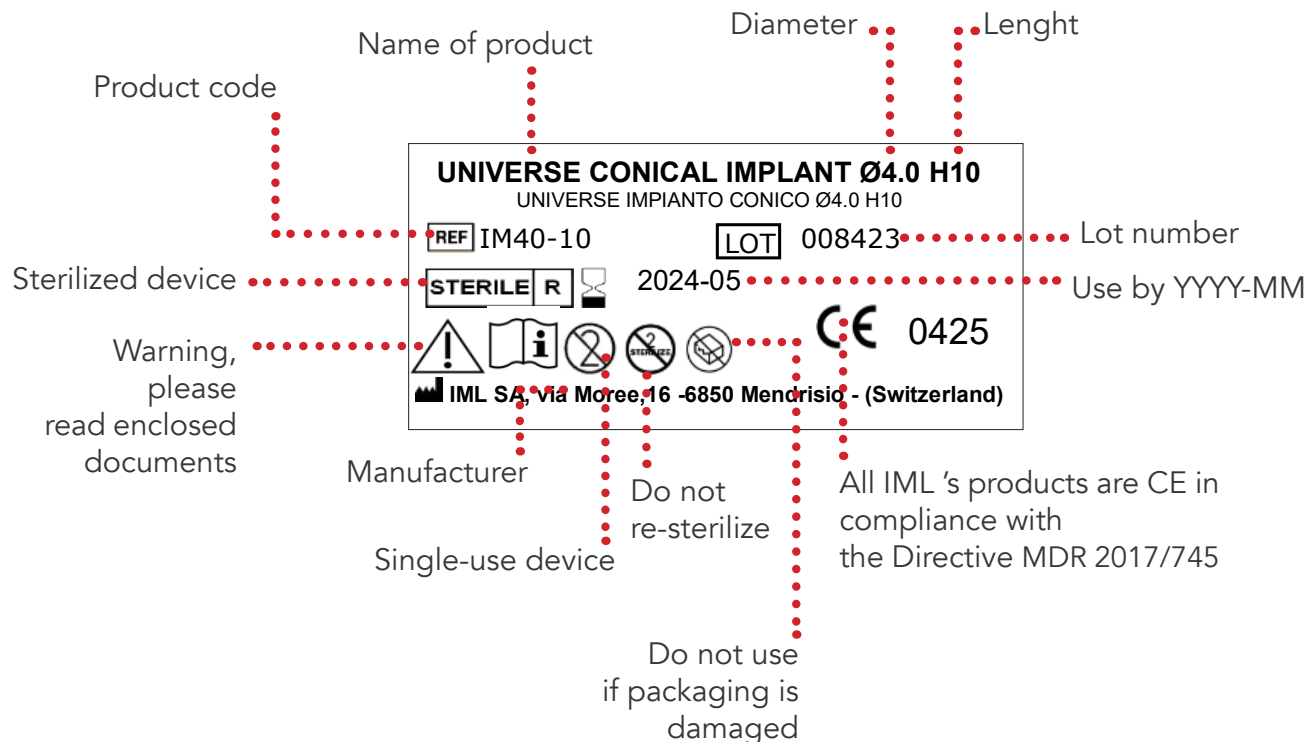 Diameter
Lenght
Name of product
Product code
UNIVERSE CONICAL IMPLANT Ø4.0 H10
UNIVERSE IMPIANTO CONICO Ø4.0 H10
REF IM40-10
LOT 008423
Lot number
Sterilized device
STERILE R
2024-05
Use by YYYY-MM
Warning,
please
read enclosed
documents
i
2
2
STERILIZE
CE 0425
IML SA, via Moree,16 -6850 Mendrisio - (Switzerland)
Manufacturer
Do not
re-sterilize
Single-use device
All IML 's products are CE in
compliance with
the Directive MDR 2017/745
Do not use
if packaging is
damaged